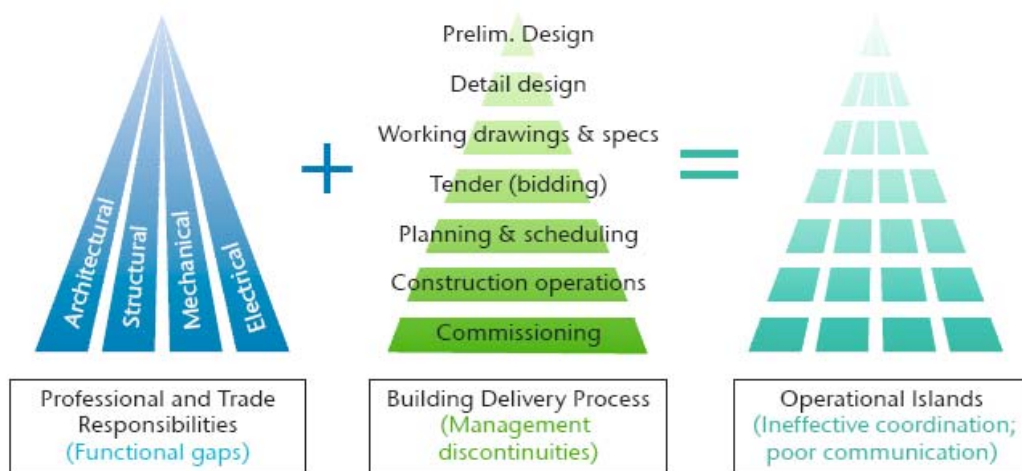 Architectural
Structural
Mechanical
Electrical
+
Prelim. Design
Detail design
Working drawings & specs
Tender (bidding)
Planning & scheduling
Construction operations
Commissioning
=
Professional and Trade
Responsibilities
(Functional gaps)
Building Delivery Process
(Management
discontinuities)
Operational Islands
(Ineffective coordination;
poor communication)